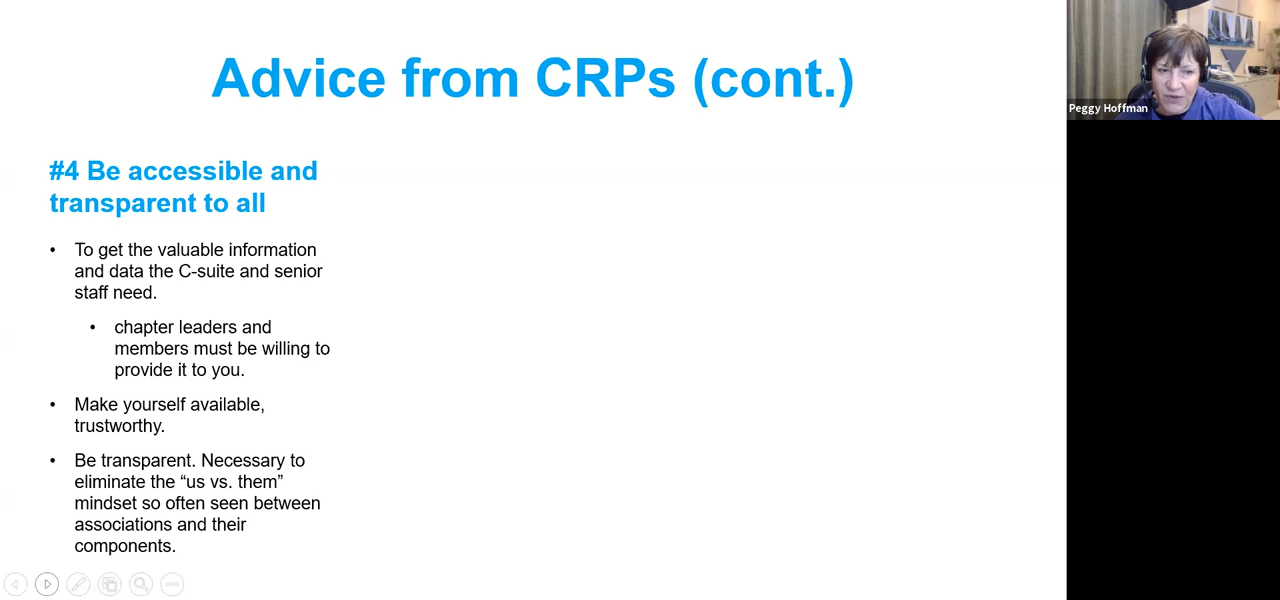 Advice from CRPs (cont.)
Peggy Hoffman
#4 Be accessible and
transparent to all
• To get the valuable information
and data the C-suite and senior
staff need.
• chapter leaders and
members must be willing to
provide it to you.
• Make yourself available,
trustworthy.
• Be transparent. Necessary to
eliminate the “us vs. them”
mindset so often seen between
associations and their
components.